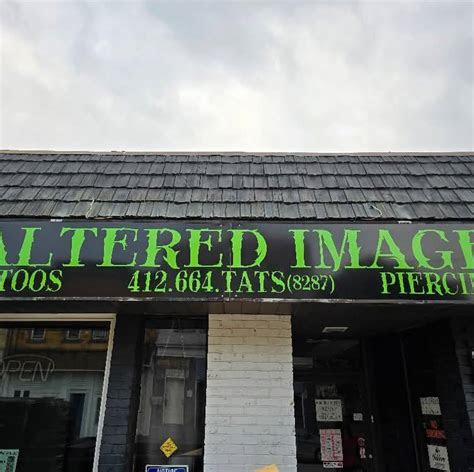 ALTERED IMAGE
TOOS 412.664.TATS(8287) PIERCI
OPEN